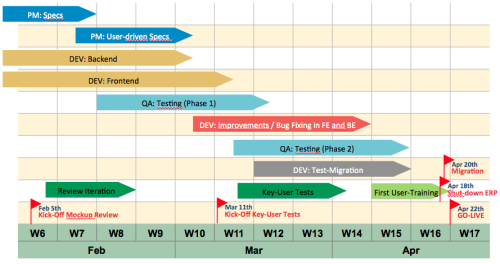 PM: Specs
PM: User-driven Specs
DEV: Backend
DEV: Frontend
QA: Testing (Phase 1)
DEV: Improvements / Bug Fixing in FE and BE
QA: Testing (Phase 2)
DEV: Test-Migration
Apr 20th
Migration
Review Iteration
Key-User Tests
First User-Training
Apr 18th
Shut-down ERP
Feb 5th
Kick-Off Mockup Review
Mar 11th
Kick-Off Key-User Tests
Apr 22th
GO-LIVE
W6 W7 W8 W9 W10 W11 W12 W13 W14 W15 W16 W17
Feb Mar Apr